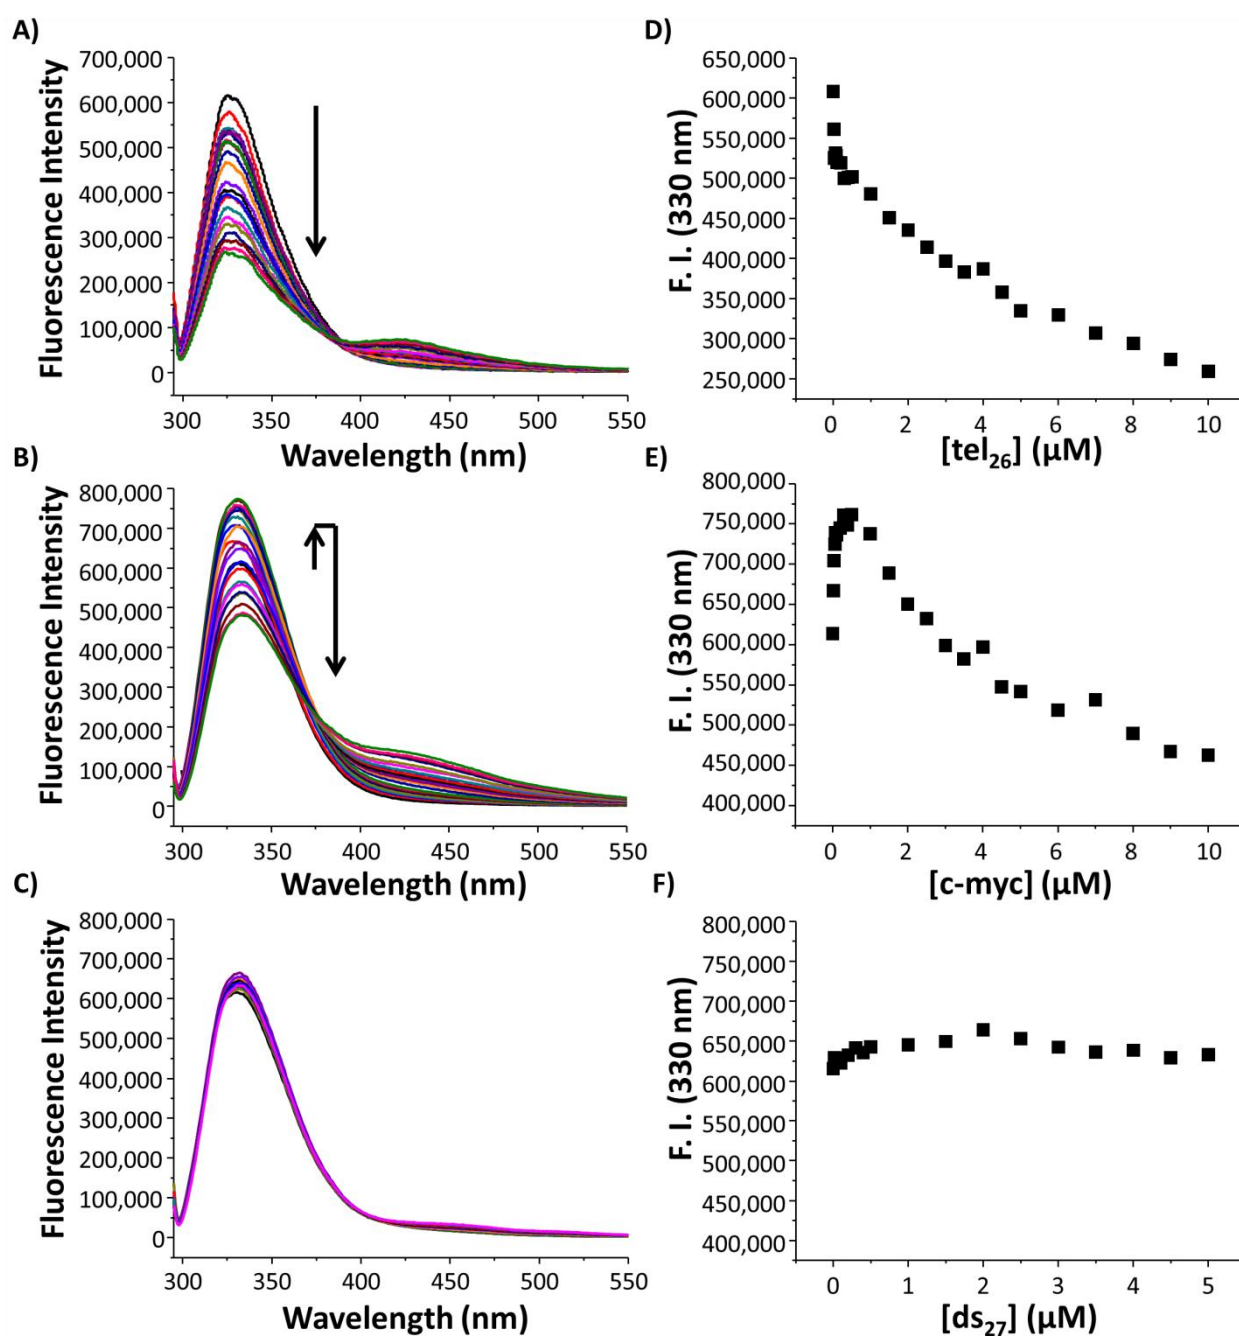 A)
Fluorescence Intensity
700,000
600,000
500,000
400,000
300,000
200,000
100,000
0
300 350 400 450 500 550
Wavelength (nm)
D)
F. I. (330 nm)
650,000
600,000
550,000
500,000
450,000
400,000
350,000
300,000
250,000
0 2 4 6 8 10
[tel26] (µM)
B)
Fluorescence Intensity
800,000
700,000
600,000
500,000
400,000
300,000
200,000
100,000
0
300 350 400 450 500 550
Wavelength (nm)
E)
F. I. (330 nm)
800,000
750,000
700,000
650,000
600,000
550,000
500,000
450,000
400,000
0 2 4 6 8 10
[c-myc] (µM)
C)
Fluorescence Intensity
800,000
700,000
600,000
500,000
400,000
300,000
200,000
100,000
0
300 350 400 450 500 550
Wavelength (nm)
F)
F. I. (330 nm)
800,000
750,000
700,000
650,000
600,000
550,000
500,000
450,000
400,000
0 1 2 3 4 5
[ds27] (µM)